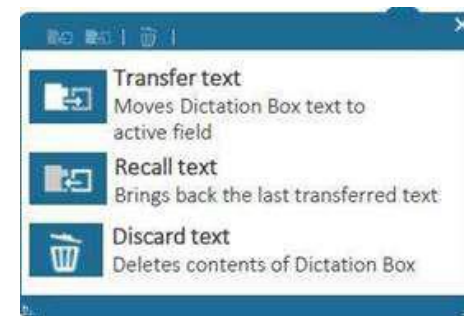 Transfer text
Moves Dictation Box text to
active field
Recall text
Brings back the last transferred text
Discard text
Deletes contents of Dictation Box